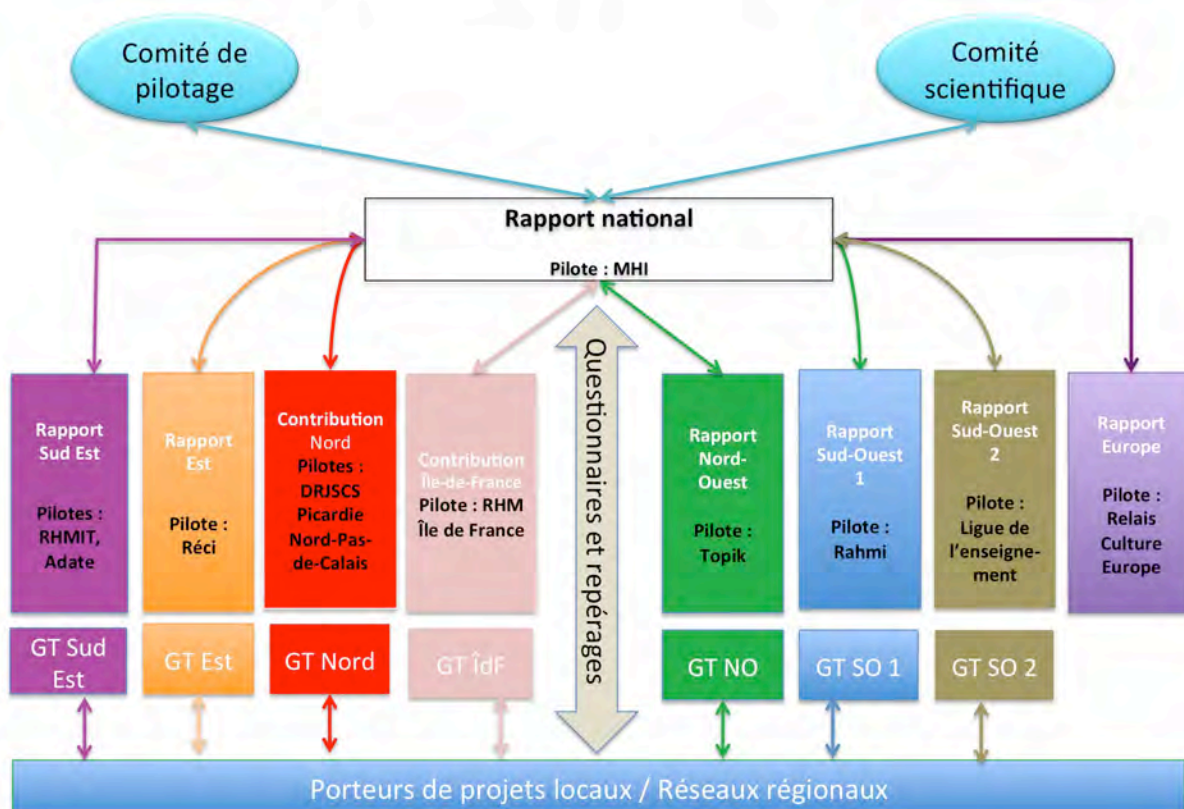 Comité de
pilotage
Comité
scientifique
Rapport national
Pilote : MHI
Rapport
Sud Est
Pilotes :
RHMIT,
Adate
Rapport
Est
Pilote :
Réci
Contribution
Nord
Pilotes :
DRJSCS
Picardie
Nord-Pas-
de-Calais
Contribution
Île-de-France
Pilote : RHM
Île de France
Questionnaires et repérages
Rapport
Nord-
Ouest
Pilote :
Topik
Rapport
Sud-Ouest
1
Pilote :
Rahmi
Rapport
Sud-Ouest
2
Pilote :
Ligue de
l'enseigne-
ment
Rapport
Europe
Pilote :
Relais
Culture
Europe
GT Sud
Est
GT Est
GT Nord
GT ÎdF
GT NO
GT SO 1
GT SO 2
Porteurs de projets locaux / Réseaux régionaux